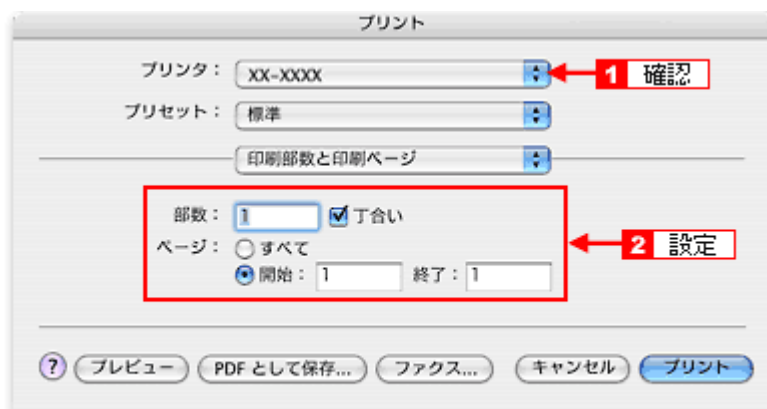 プリント
プリンタ： XX-XXXX 1 確認
プリセット： 標準
印刷部数と印刷ページ
部数： 1 丁合い
ページ： すべて
2 設定
開始： 1 終了： 1
? プレビュー PDF として保存... ファクス... キャンセル プリント